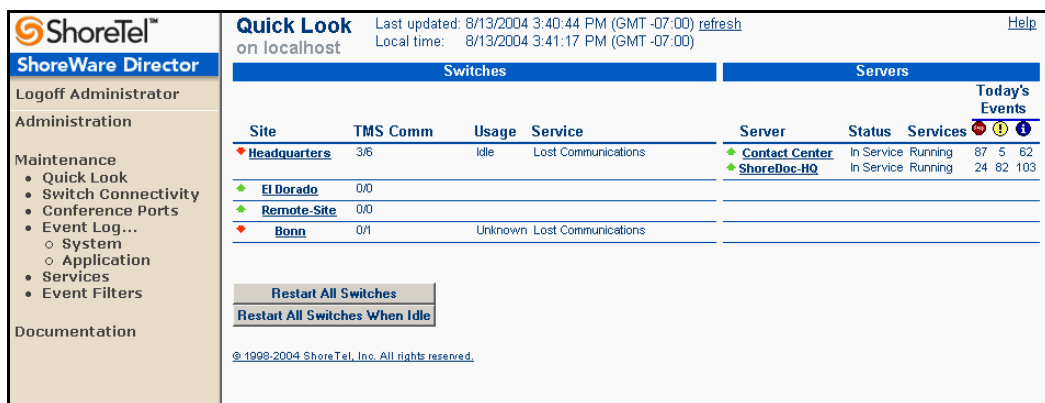 ShoreTel™
ShoreWare Director
Logoff Administrator
Administration
Maintenance
• Quick Look
• Switch Connectivity
• Conference Ports
• Event Log...
○ System
○ Application
• Services
• Event Filters
Documentation
Quick Look
on localhost
Last updated: 8/13/2004 3:40:44 PM (GMT -07:00) refresh
Local time: 8/13/2004 3:41:17 PM (GMT -07:00)
Help
Switches
Site TMS Comm Usage Service
Headquarters 3/6 Idle Lost Communications
El Dorado 0/0
Remote-Site 0/0
Bonn 0/1 Unknown Lost Communications
Servers
Today's
Events
Server Status Services
Contact Center In Service Running 87 5 62
ShoreDoc-HQ In Service Running 24 82 103
Restart All Switches
Restart All Switches When Idle
© 1998-2004 ShoreTel, Inc. All rights reserved.